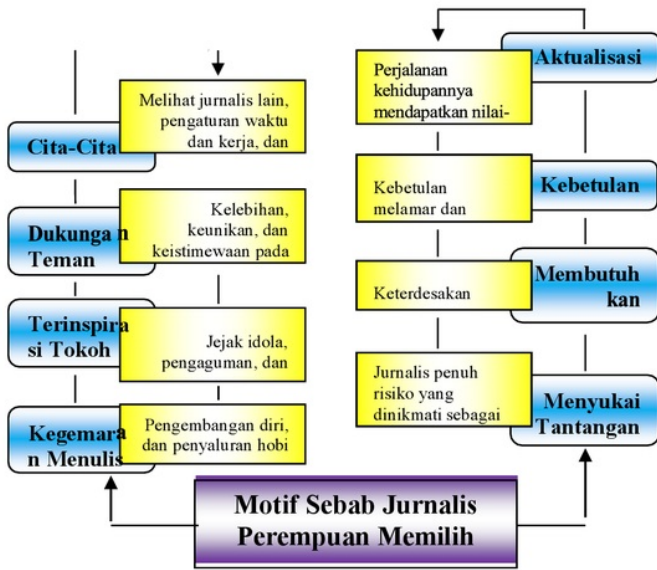 Aktualisasi
Perjalanan
kehidupannya
mendapatkan nilai-
Melihat jurnalis lain,
pengaturan waktu
dan kerja, dan
Cita-Cita
Kebetulan
melamar dan
Kebetulan
Kelebihan,
keunikan, dan
keistimewaan pada
Dukunga n
Teman
Keterdesakan
Membutuh
kan
Terinspira
si Tokoh
Jejak idola,
pengaguman, dan
Jurnalis penuh
risiko yang
dinikmati sebagai
Menyukai
Tantangan
Kegemara
n Menulis
Pengembangan diri,
dan penyaluran hobi
Motif Sebab Jurnalis
Perempuan Memilih